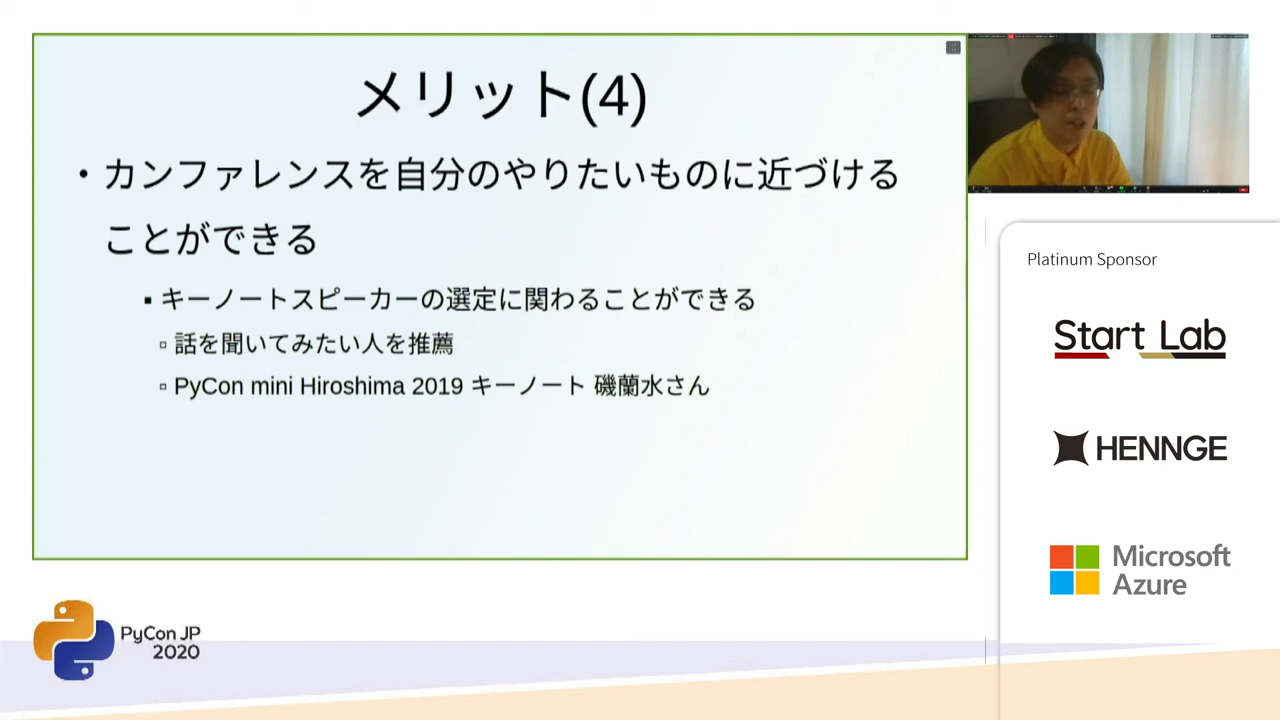 メリット(4)
・カンファレンスを自分のやりたいものに近づける
ことができる
▪ キーノートスピーカーの選定に関わることができる
▫ 話を聞いてみたい人を推薦
▫ PyCon mini Hiroshima 2019 キーノート 磯蘭水さん
Platinum Sponsor
Start Lab
HENNGE
Microsoft
Azure
PyCon JP
2020